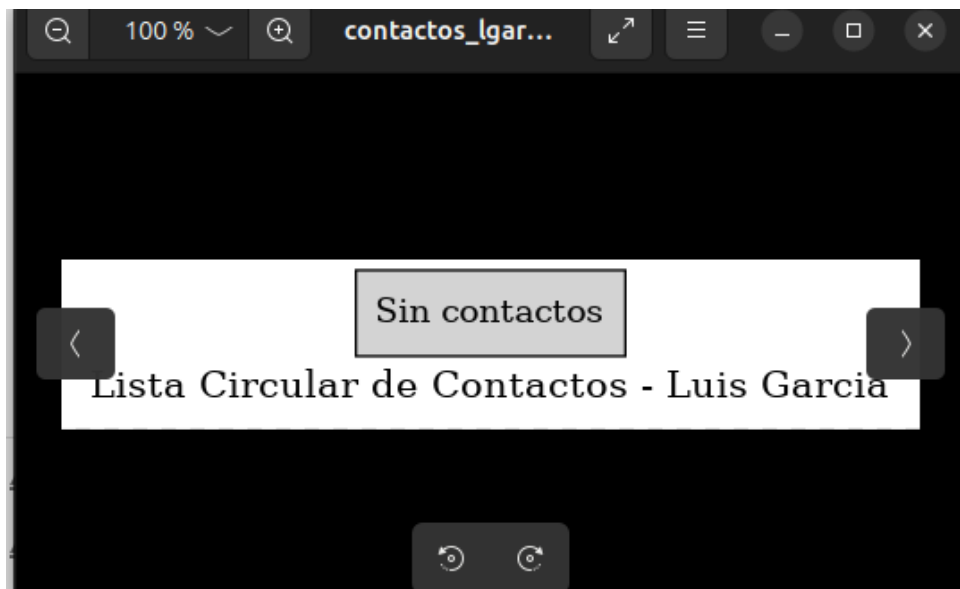 100 %
contactos_lgar...
Sin contactos
Lista Circular de Contactos - Luis Garcia